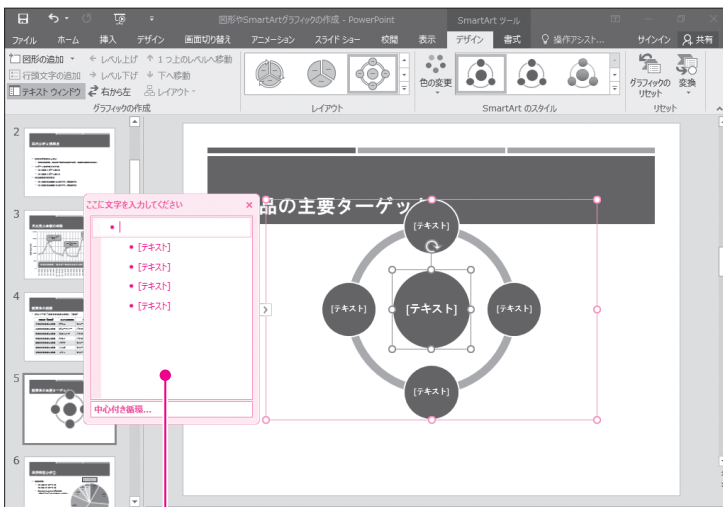 図形やSmartArtグラフィックの作成 - PowerPoint
SmartArt ツール
ファイル ホーム 挿入 デザイン 画面切り替え アニメーション スライド ショー 校閲 表示 デザイン 書式 操作アシスト... サインイン 共有
図形の追加 レベル上げ 1つ上のレベルへ移動
行頭文字の追加 レベル下げ 下へ移動
テキスト ウィンドウ 右から左 レイアウト
色の変更
グラフィックのリセット
変換
グラフィックの作成 レイアウト SmartArt のスタイル リセット
2
3
4
5
6
ここに文字を入力してください ×
[テキスト]
[テキスト]
[テキスト]
[テキスト]
中心付き循環...
品の主要ターゲット
[テキスト]
[テキスト] [テキスト] [テキスト]
[テキスト]